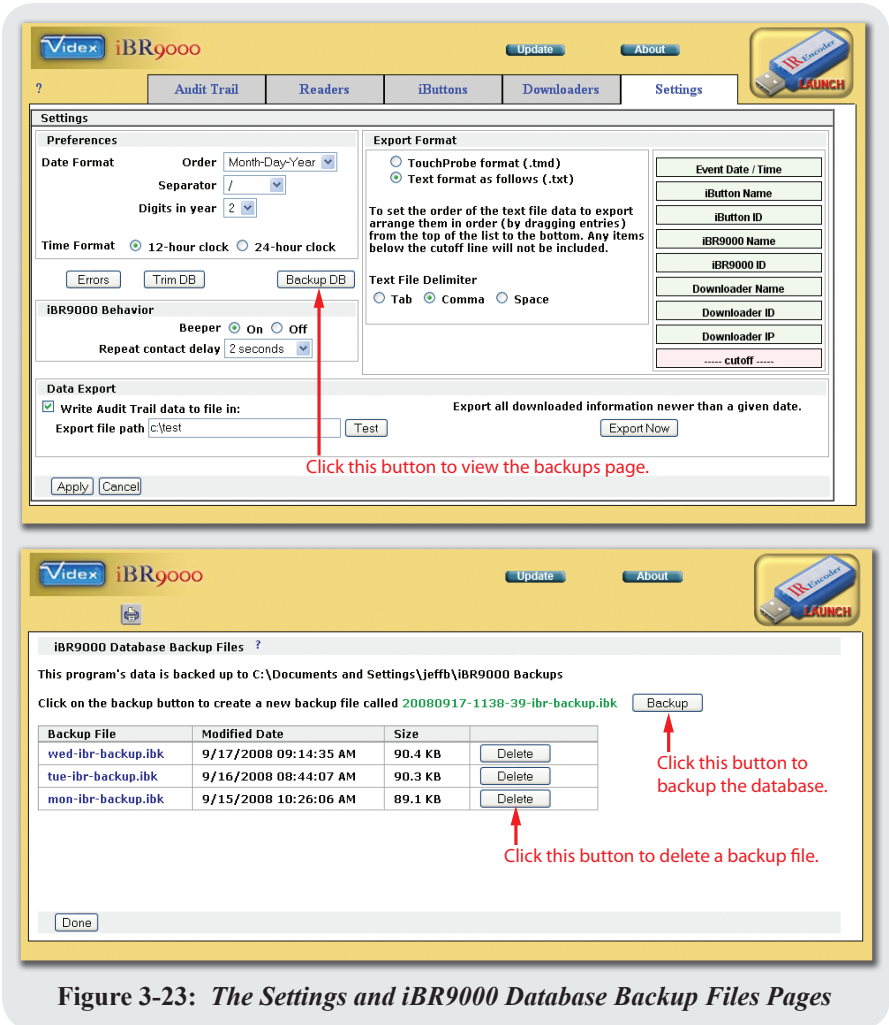 Videx iBR9000
Update
About
IR Encoder
LAUNCH
?
Audit Trail
Readers
iButtons
Downloaders
Settings
Settings
Preferences
Date Format
Order
Month-Day-Year
Separator
/
Digits in year
2
Time Format
12-hour clock
24-hour clock
Errors
Trim DB
Backup DB
iBR9000 Behavior
Beeper
On
Off
Repeat contact delay
2 seconds
Export Format
TouchProbe format (.tmd)
Text format as follows (.txt)
To set the order of the text file data to export
arrange them in order (by dragging entries)
from the top of the list to the bottom. Any items
below the cutoff line will not be included.
Text File Delimiter
Tab
Comma
Space
Event Date / Time
iButton Name
iButton ID
iBR9000 Name
iBR9000 ID
Downloader Name
Downloader ID
Downloader IP
----- cutoff -----
Data Export
Write Audit Trail data to file in:
Export file path
c:\test
Test
Export all downloaded information newer than a given date.
Export Now
Click this button to view the backups page.
Apply
Cancel
Videx iBR9000
Update
About
IR Encoder
LAUNCH
iBR9000 Database Backup Files ?
This program's data is backed up to C:\Documents and Settings\jeffb\iBR9000 Backups
Click on the backup button to create a new backup file called 20080917-1138-39-ibr-backup.ibk
Backup
Backup File Modified Date Size
wed-ibr-backup.ibk 9/17/2008 09:14:35 AM 90.4 KB Delete
tue-ibr-backup.ibk 9/16/2008 08:44:07 AM 90.3 KB Delete
mon-ibr-backup.ibk 9/15/2008 10:26:06 AM 89.1 KB Delete
Click this button to
backup the database.
Click this button to delete a backup file.
Done
Figure 3-23: The Settings and iBR9000 Database Backup Files Pages